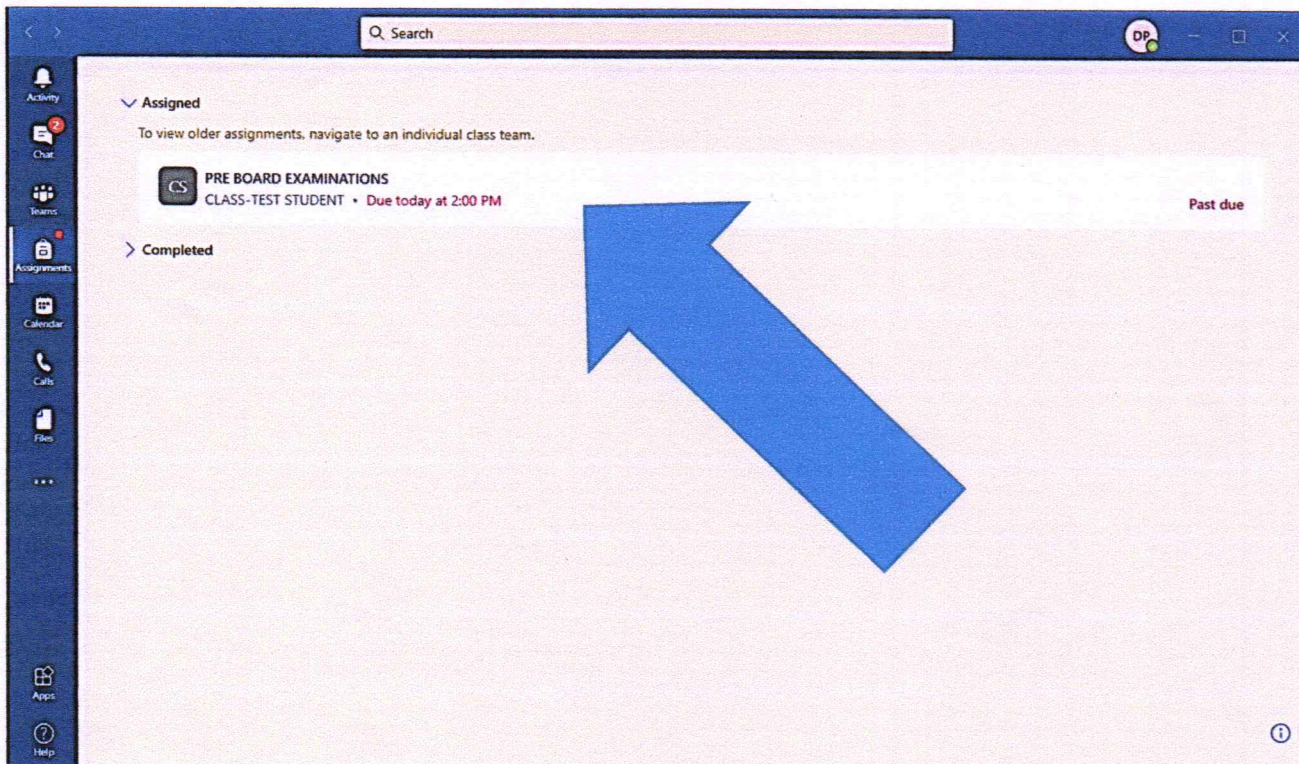 Search
DP
Activity
2
Chat
Teams
Assignments
Calendar
Calls
Files
Apps
Help
Assigned
To view older assignments, navigate to an individual class team.
CS
PRE BOARD EXAMINATIONS
CLASS-TEST STUDENT • Due today at 2:00 PM
Past due
Completed